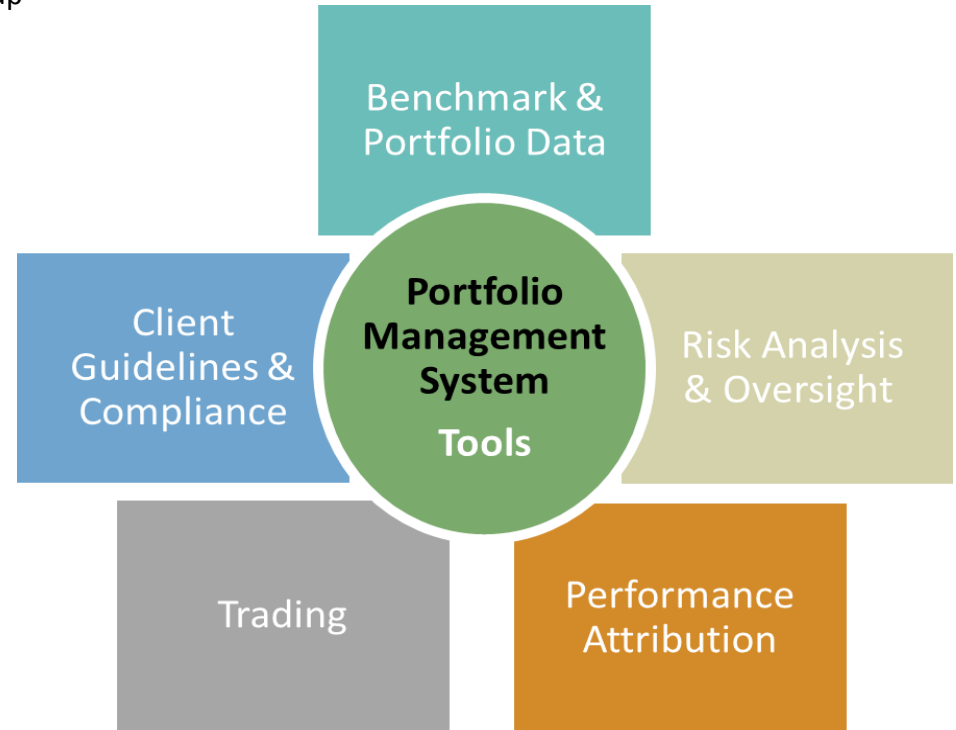 Benchmark &
Portfolio Data
Client
Guidelines &
Compliance
Portfolio
Management
System
Tools
Risk Analysis
& Oversight
Trading
Performance
Attribution